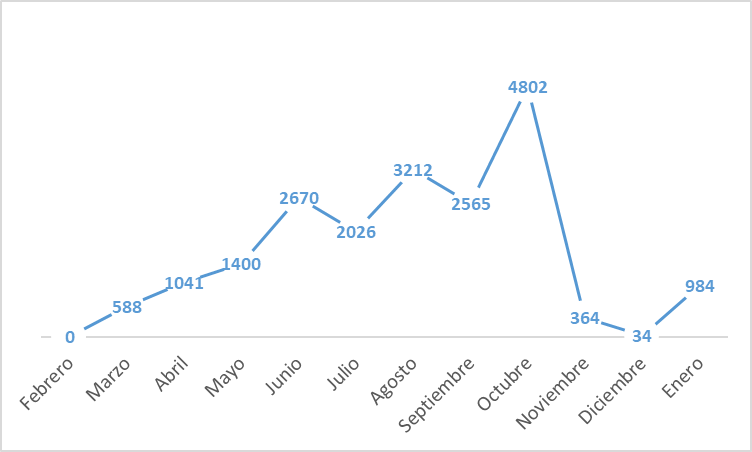 4802
3212
2670
2565
2026
1400
1041
984
588
364
0
34
Febrero
Marzo
Abril
Mayo
Junio
Julio
Agosto
Septiembre
Octubre
Noviembre
Diciembre
Enero